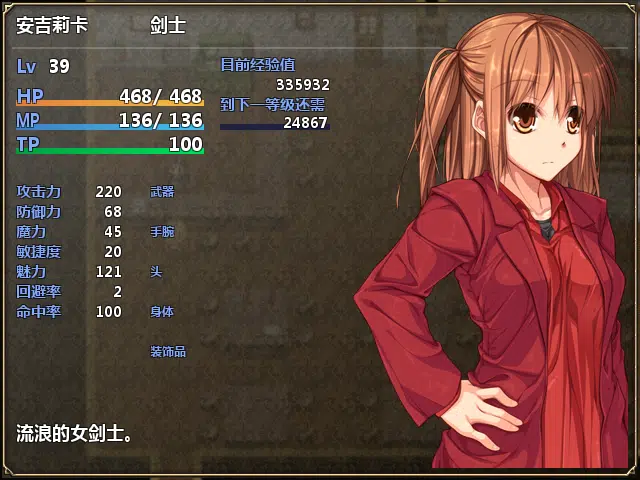 安吉莉卡 剑士
Lv 39 目前经验值
335932
HP 468/ 468 到下一等级还需
MP 136/ 136 24867
TP 100
攻击力 220 武器
防御力 68
魔力 45 手腕
敏捷度 20
魅力 121 头
回避率 2
命中率 100 身体
装饰品
流浪的女剑士。